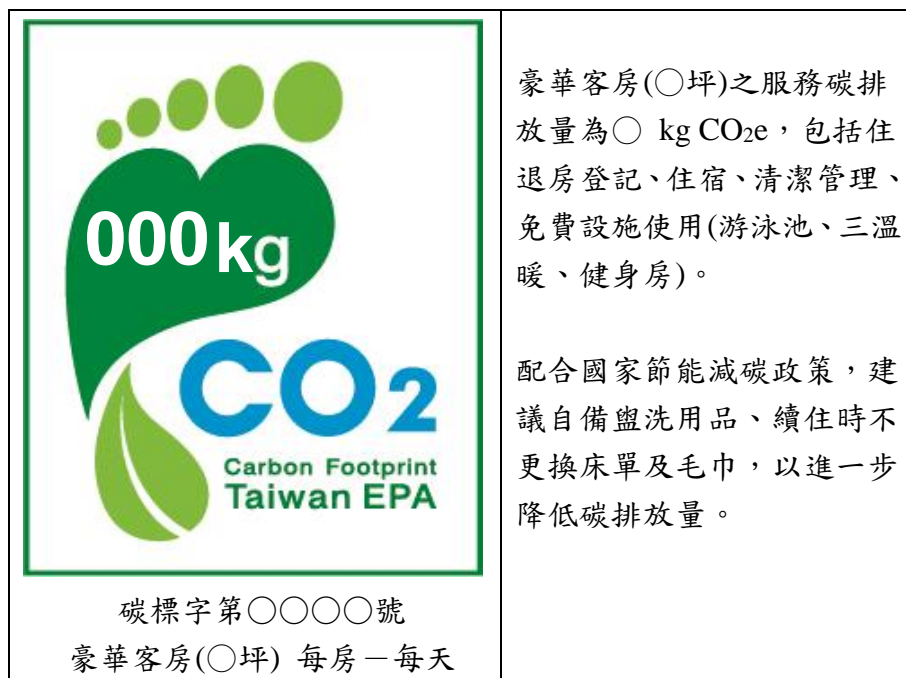 000kg
CO2
Carbon Footprint
Taiwan EPA
碳標字第○○○○號
豪華客房(○坪) 每房－每天
豪華客房(○坪)之服務碳排
放量為○ kg CO2e，包括住
退房登記、住宿、清潔管理、
免費設施使用(游泳池、三溫
暖、健身房)。
配合國家節能減碳政策，建
議自備盥洗用品、續住時不
更換床單及毛巾，以進一步
降低碳排放量。